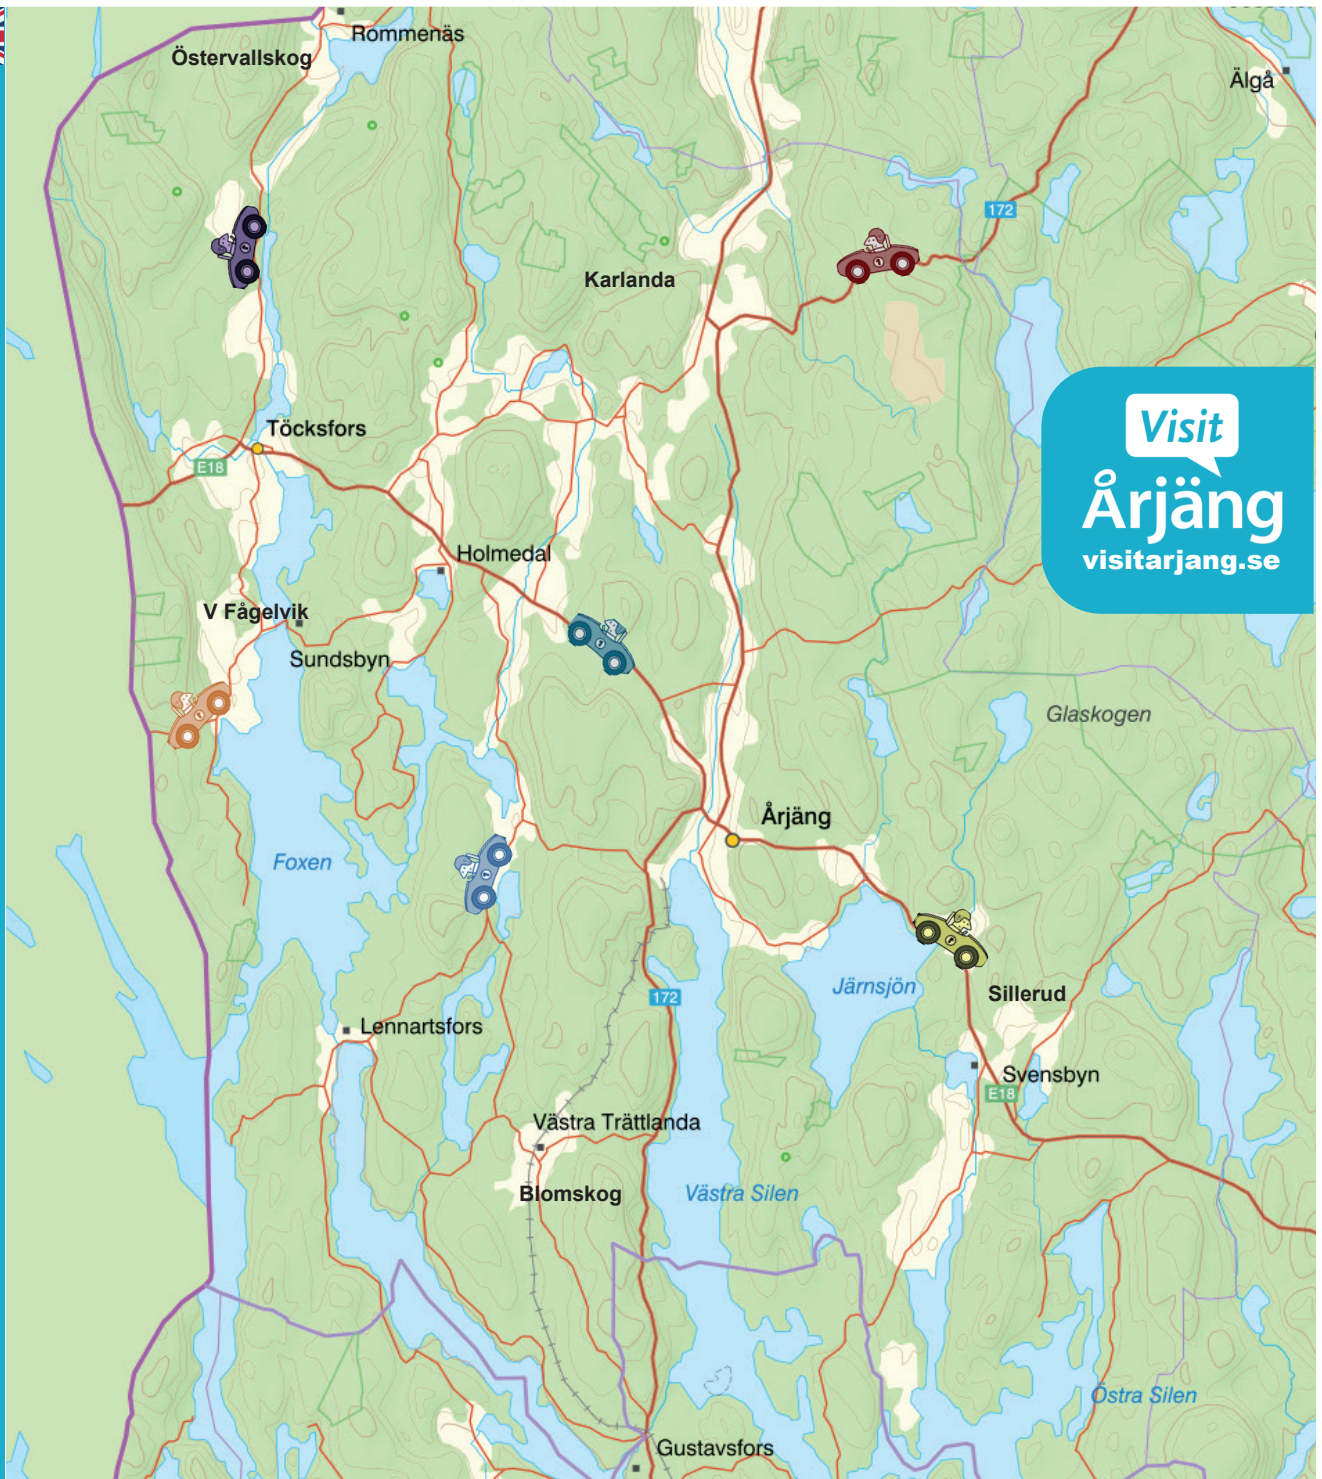 Rommenäs
Östervallskog
Älgå
172
Karlanda
Visit
Årjäng
visitarjang.se
Töcksfors
E18
Holmedal
V Fågelvik
Sundsbyn
Glaskogen
Årjäng
Foxen
Järnsjön
Sillerud
172
Lennartsfors
Svensbyn
E18
Västra Trättlanda
Blomskog
Västra Silen
Östra Silen
Gustavsfors